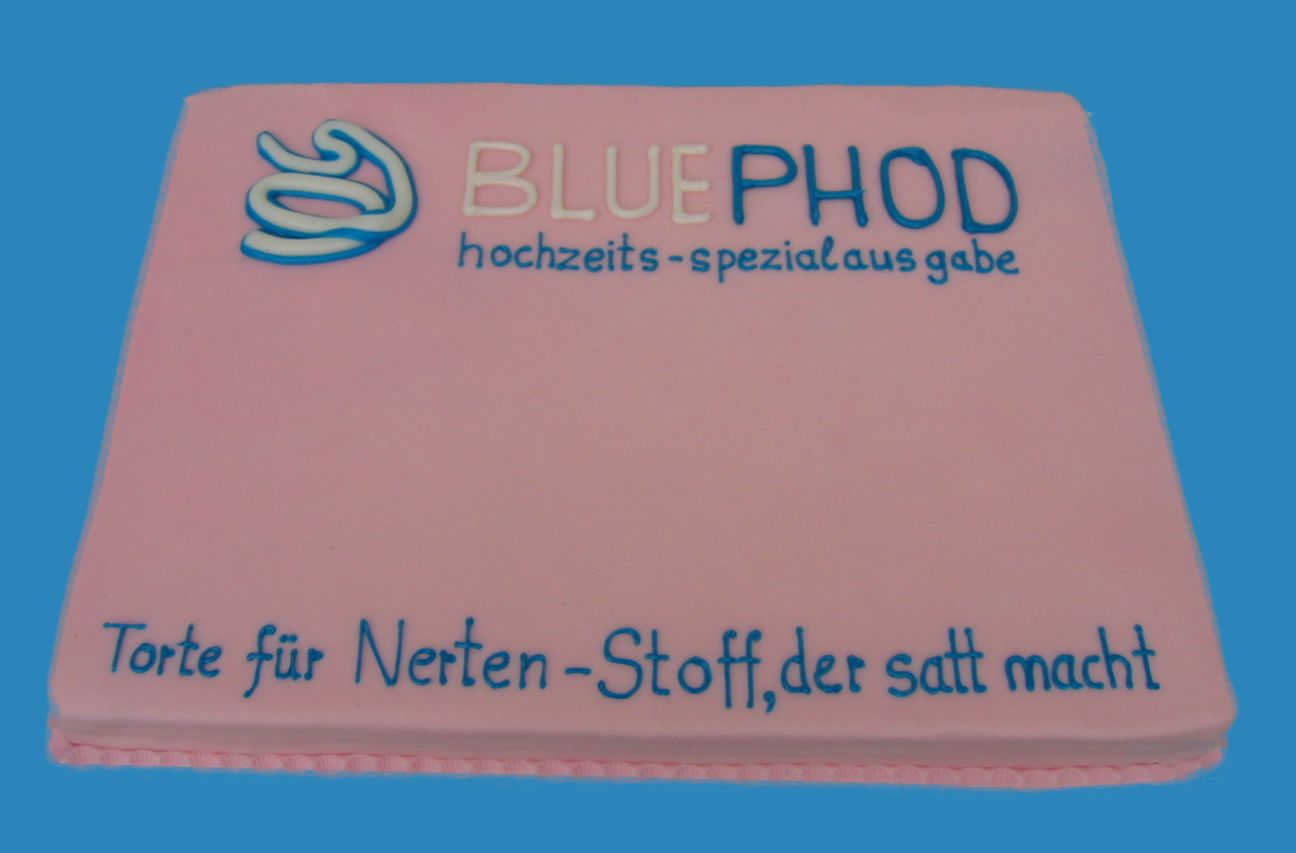 BLUEPHOD
hochzeits-spezialausgabe
Torte für Nerten-Stoff, der satt macht